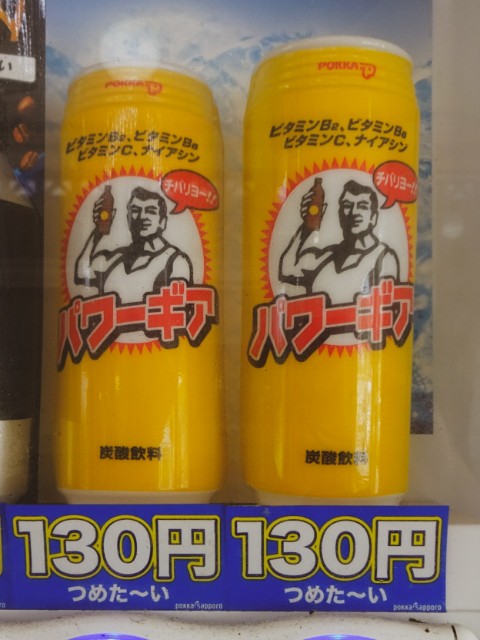 POKKA
ビタミンB₂、ビタミンB₆
ビタミンC、ナイアシン
チバリヨー!!
パワーギア
炭酸飲料
POKKA
ビタミンB₂、ビタミンB₆
ビタミンC、ナイアシン
チバリヨー!!
パワーギア
炭酸飲料
い
130円
つめた〜い
pokka sapporo
130円
つめた〜い
pokka sapporo